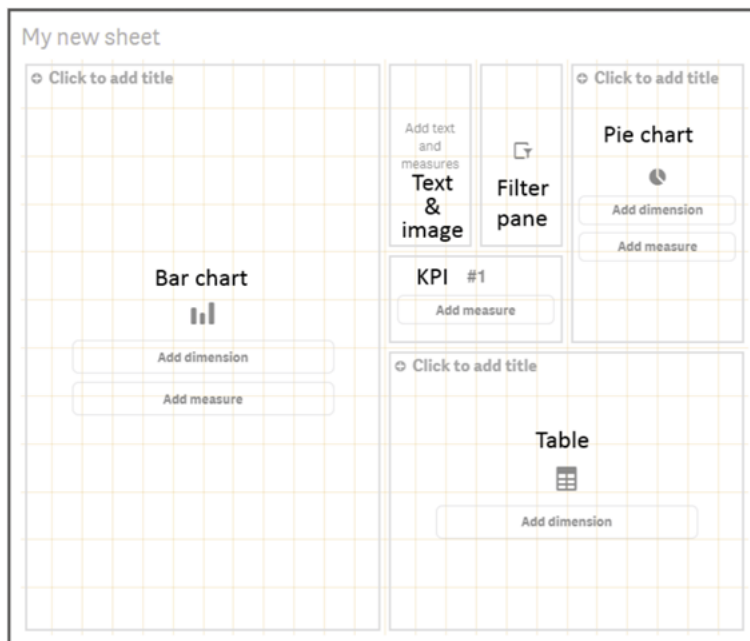 My new sheet
Click to add title
Bar chart
Add dimension
Add measure
Add text
and
measures
Text
&
image
Filter
pane
Click to add title
Pie chart
Add dimension
Add measure
KPI #1
Add measure
Click to add title
Table
Add dimension